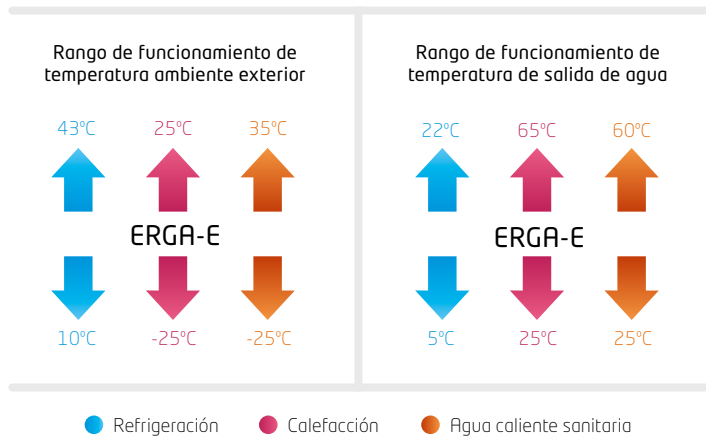 Rango de funcionamiento de
temperatura ambiente exterior
43ºC 25ºC 35ºC
ERGA-E
10ºC -25ºC -25ºC
Rango de funcionamiento de
temperatura de salida de agua
22ºC 65ºC 60ºC
ERGA-E
5ºC 25ºC 25ºC
Refrigeración Calefacción Agua caliente sanitaria